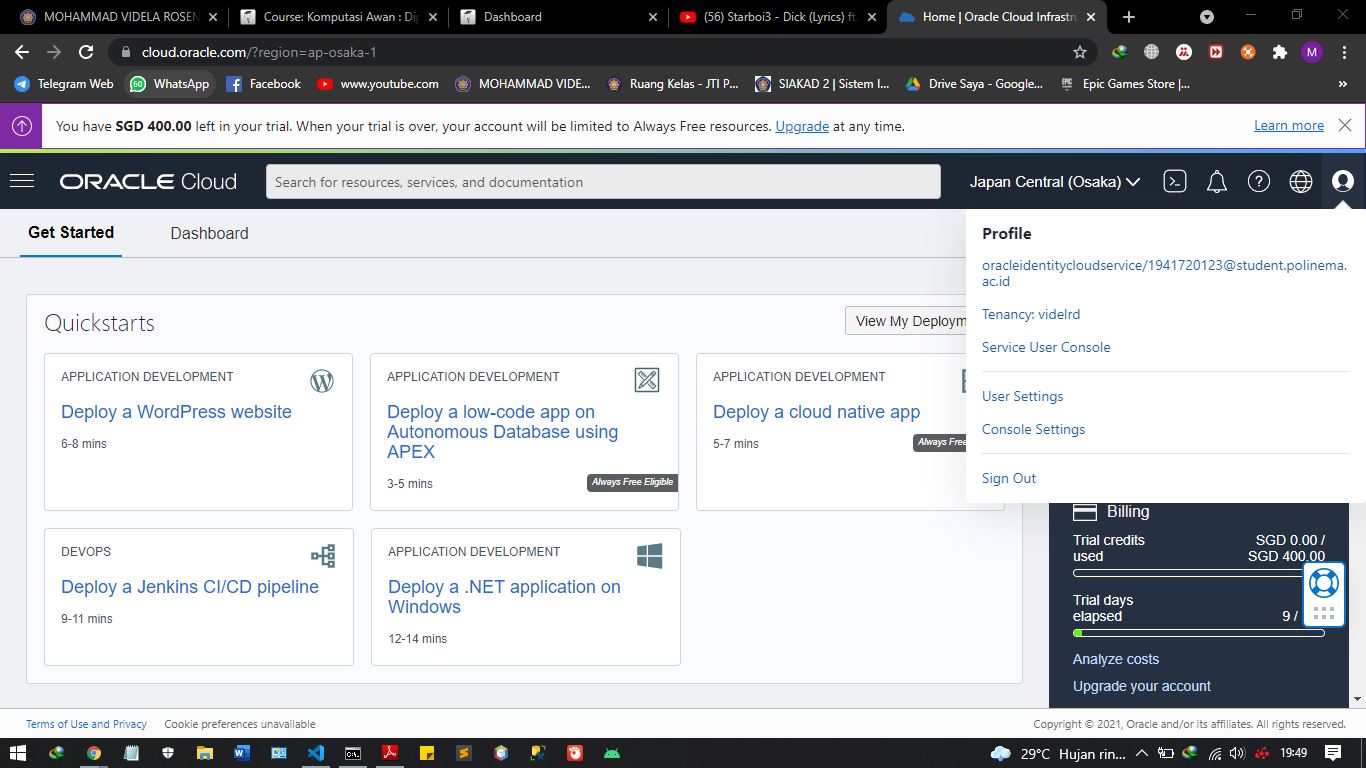 MOHAMMAD VIDELA ROSEN
Course: Komputasi Awan : Dip
Dashboard
(56) Starboi3 - Dick (Lyrics) ft.
Home | Oracle Cloud Infrastru
cloud.oracle.com/?region=ap-osaka-1
M
Telegram Web
60
WhatsApp
Facebook
www.youtube.com
MOHAMMAD VIDE...
Ruang Kelas - JTI P...
SIAKAD 2 | Sistem I...
Drive Saya - Google...
Epic Games Store |...
You have SGD 400.00 left in your trial. When your trial is over, your account will be limited to Always Free resources. Upgrade at any time.
Learn more
ORACLE Cloud
Search for resources, services, and documentation
Japan Central (Osaka)
Get Started
Dashboard
Profile
oracleidentitycloudservice/1941720123@student.polinema.
ac.id
Tenancy: videlrd
Service User Console
User Settings
Console Settings
Sign Out
Quickstarts
View My Deploym
APPLICATION DEVELOPMENT
Deploy a WordPress website
6-8 mins
APPLICATION DEVELOPMENT
Deploy a low-code app on
Autonomous Database using
APEX
3-5 mins
Always Free Eligible
APPLICATION DEVELOPMENT
Deploy a cloud native app
5-7 mins
Always Free
DEVOPS
Deploy a Jenkins CI/CD pipeline
9-11 mins
APPLICATION DEVELOPMENT
Deploy a .NET application on
Windows
12-14 mins
Billing
Trial credits
used
SGD 0.00 /
SGD 400.00
Trial days
elapsed
9 /
Analyze costs
Upgrade your account
Terms of Use and Privacy
Cookie preferences unavailable
Copyright © 2021, Oracle and/or its affiliates. All rights reserved.
29°C Hujan rin...
19:49